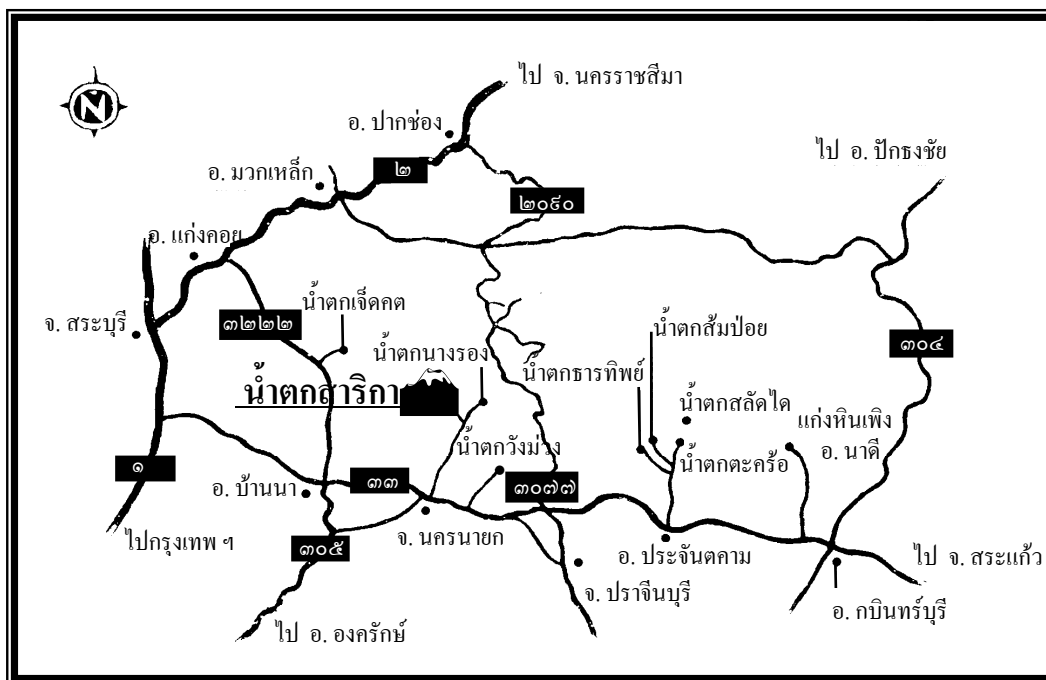 N
ไป จ. นครราชสีมา
อ. ปากช่อง
ไป อ. ปักธงชัย
อ. มวกเหล็ก
๒
๒๐๙๐
อ. แก่งคอย
น้ำตกเจ็ดคต
๓๒๒๒
จ. สระบุรี
น้ำตกส้มป่อย
๓๐๔
น้ำตกนางรอง
น้ำตกธารทิพย์
น้ำตกสาริกา
น้ำตกสลัดได
แก่งหินเพิง
อ. นาดี
น้ำตกวังม่วง
น้ำตกตะคร้อ
๑
๓๓
๓๐๗๗
อ. บ้านนา
จ. นครนายก
ไปกรุงเทพ ฯ
๓๐๕
อ. ประจันตคาม
ไป จ. สระแก้ว
จ. ปราจีนบุรี
อ. กบินทร์บุรี
ไป อ. องครักษ์